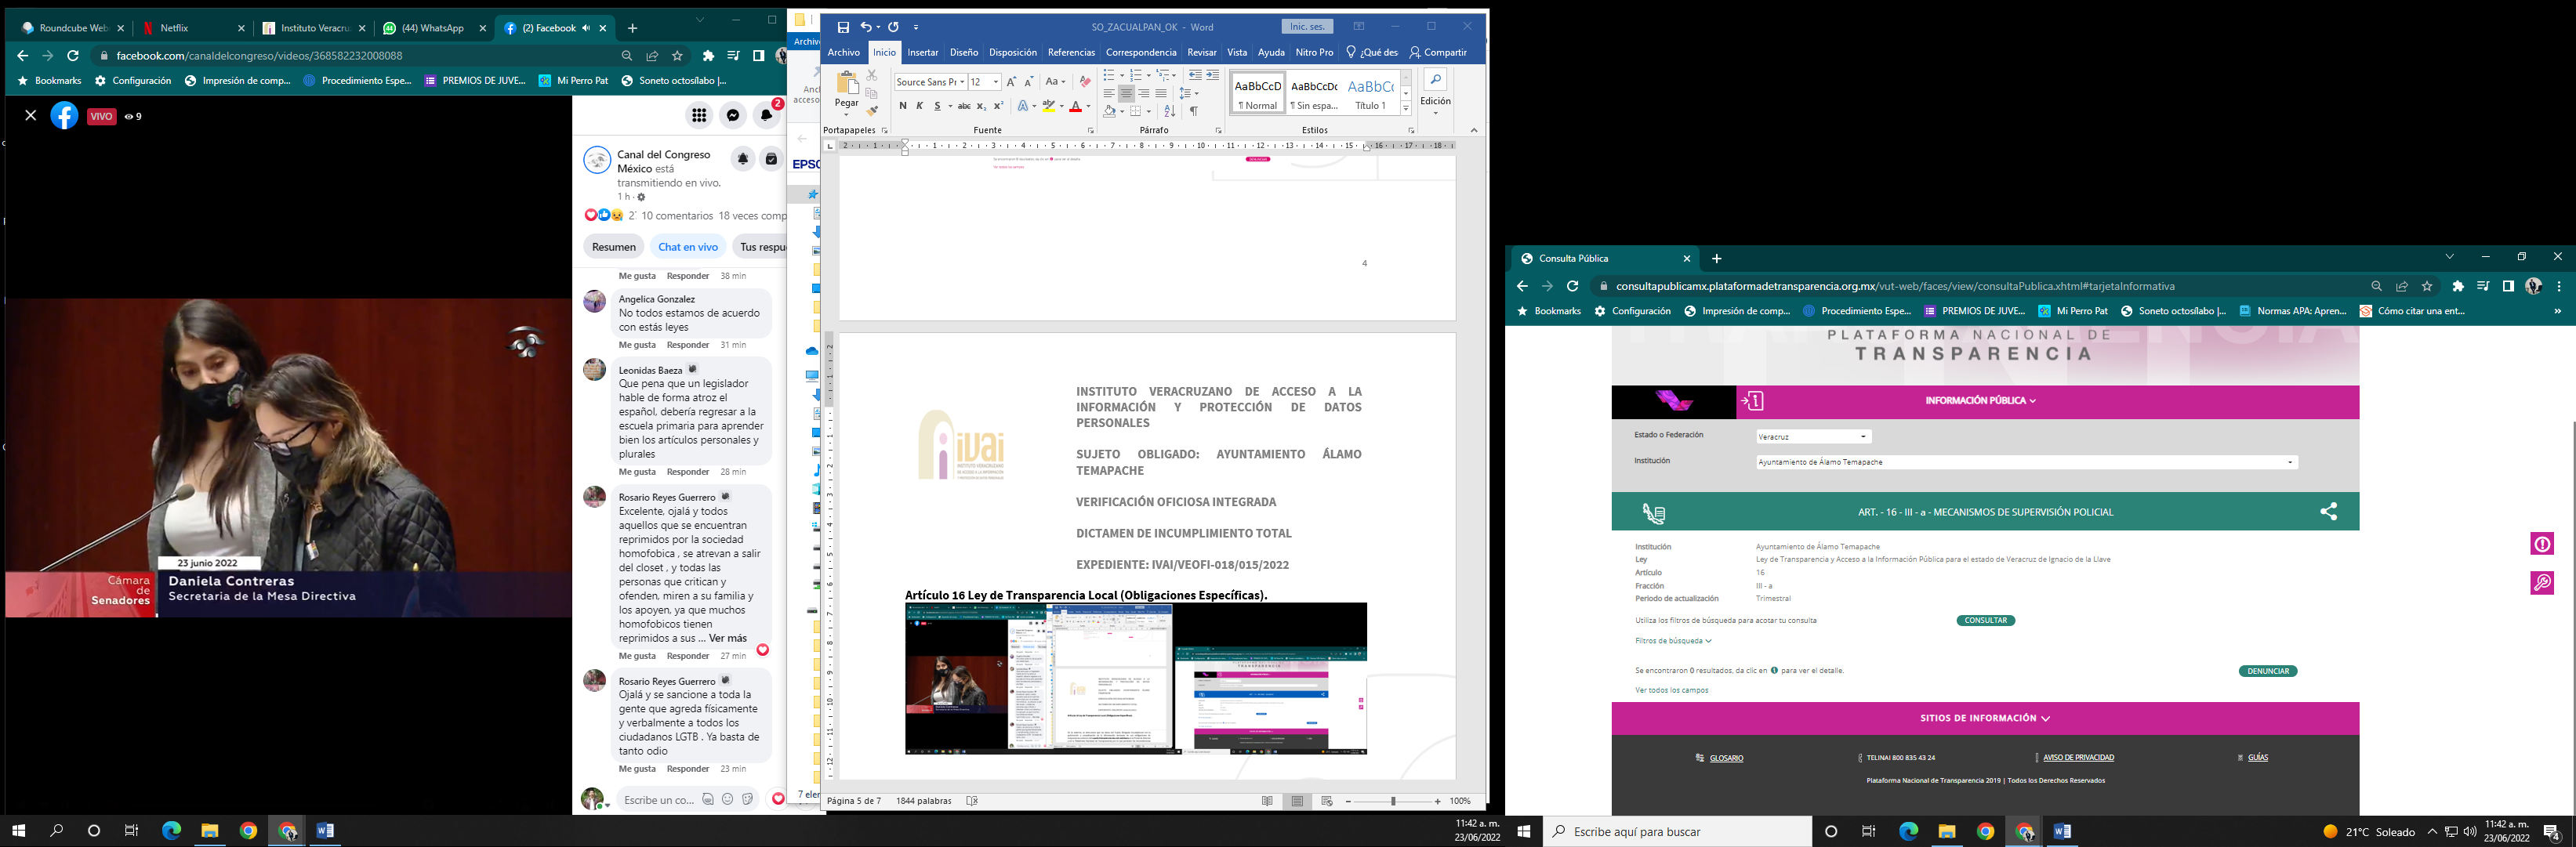 Roundcube Web
Netflix
Instituto Veracru
(44) WhatsApp
(2) Facebook
facebook.com/canaldelcongreso/videos/368582232008088
Bookmarks
Configuración
Impresión de comp...
Procedimiento Espe...
PREMIOS DE JUVE...
Mi Perro Pat
Soneto octosílabo |...
VIVO
9
2
Canal del Congreso
México está
transmitiendo en vivo.
1 h
10 comentarios 18 veces comp
Resumen
Chat en vivo
Tus respu
Me gusta Responder 38 min
Angelica Gonzalez
No todos estamos de acuerdo
con estás leyes
Me gusta Responder 31 min
Leonidas Baeza
Que pena que un legislador
hable de forma atroz el
español, debería regresar a la
escuela primaria para aprender
bien los artículos personales y
plurales
Me gusta Responder 28 min
Rosario Reyes Guerrero
Excelente, ojalá y todos
aquellos que se encuentran
reprimidos por la sociedad
homofobica , se atrevan a salir
del closet , y todas las
personas que critican y
ofenden, miren a su familia y
los apoyen, ya que muchos
homofobicos tienen
reprimidos a sus ... Ver más
Me gusta Responder 27 min
Rosario Reyes Guerrero
Ojalá y se sancione a toda la
gente que agreda físicamente
y verbalmente a todos los
ciudadanos LGTB . Ya basta de
tanto odio
Me gusta Responder 23 min
Escribe un co...
23 junio 2022
Cámara
de
Senadores
Daniela Contreras
Secretaria de la Mesa Directiva
SO_ZACUALPAN_OK - Word
Inic. ses.
Archivo Inicio Insertar Diseño Disposición Referencias Correspondencia Revisar Vista Ayuda Nitro Pro ¿Qué des Compartir
Pegar
Source Sans Pr
12
AaBbCcD
¶ Normal
AaBbCcDc
¶ Sin espa...
AaBbCc
Título 1
Edición
Portapapeles
Fuente
Párrafo
Estilos
4
ivai
INSTITUTO VERACRUZANO DE ACCESO A LA
INFORMACIÓN Y PROTECCIÓN DE DATOS
PERSONALES
SUJETO OBLIGADO: AYUNTAMIENTO ÁLAMO
TEMAPACHE
VERIFICACIÓN OFICIOSA INTEGRADA
DICTAMEN DE INCUMPLIMIENTO TOTAL
EXPEDIENTE: IVAI/VEOFI-018/015/2022
Artículo 16 Ley de Transparencia Local (Obligaciones Específicas).
Página 5 de 7
1844 palabras
100%
11:42 a. m.
23/06/2022
Consulta Pública
consultapublicamx.plataformadetransparencia.org.mx/vut-web/faces/view/consultaPublica.xhtml#tarjetaInformativa
Bookmarks
Configuración
Impresión de comp...
Procedimiento Espe...
PREMIOS DE JUVE...
Mi Perro Pat
Soneto octosílabo |...
Normas APA: Apren...
Cómo citar una ent...
PLATAFORMA NACIONAL DE
TRANSPARENCIA
INFORMACIÓN PÚBLICA
Estado o Federación
Veracruz
Institución
Ayuntamiento de Álamo Temapache
ART. - 16 - III - a - MECANISMOS DE SUPERVISIÓN POLICIAL
Institución Ayuntamiento de Álamo Temapache
Ley Ley de Transparencia y Acceso a la Información Pública para el estado de Veracruz de Ignacio de la Llave
Artículo 16
Fracción III - a
Periodo de actualización Trimestral
Utiliza los filtros de búsqueda para acotar tu consulta
CONSULTAR
Filtros de búsqueda
Se encontraron 0 resultados, da clic en para ver el detalle.
DENUNCIAR
Ver todos los campos
SITIOS DE INFORMACIÓN
GLOSARIO
TELINAI 800 835 43 24
AVISO DE PRIVACIDAD
GUÍAS
Plataforma Nacional de Transparencia 2019 | Todos los Derechos Reservados
Escribe aquí para buscar
21°C Soleado
11:42 a. m.
23/06/2022